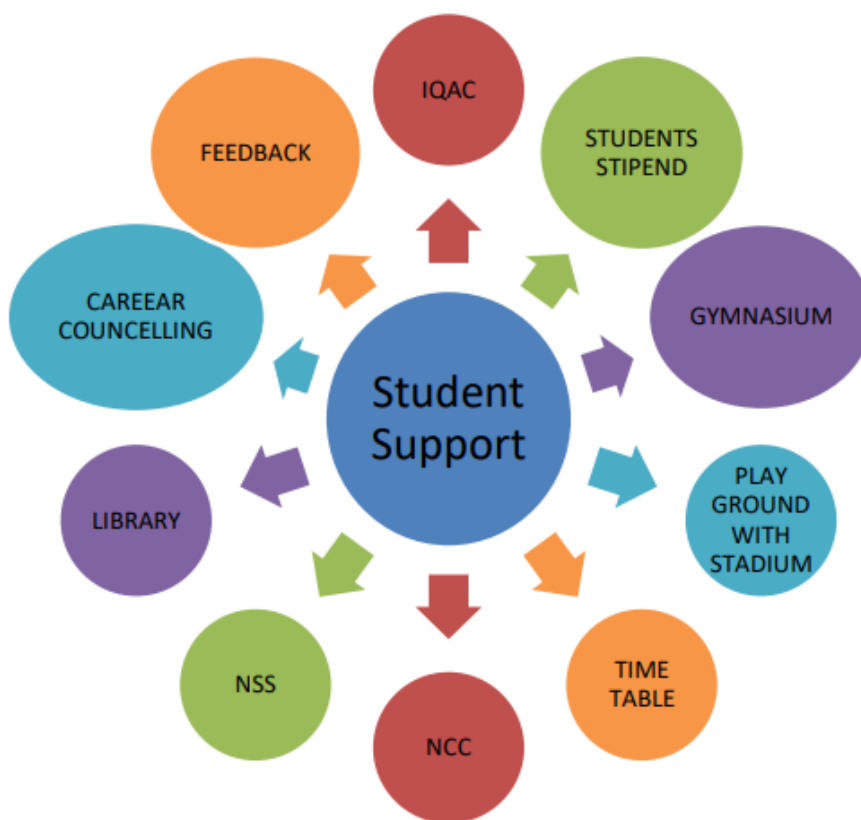 IQAC
STUDENTS
STIPEND
GYMNASIUM
PLAY
GROUND
WITH
STADIUM
TIME
TABLE
NCC
NSS
LIBRARY
CAREEAR
COUNCELLING
FEEDBACK
Student
Support